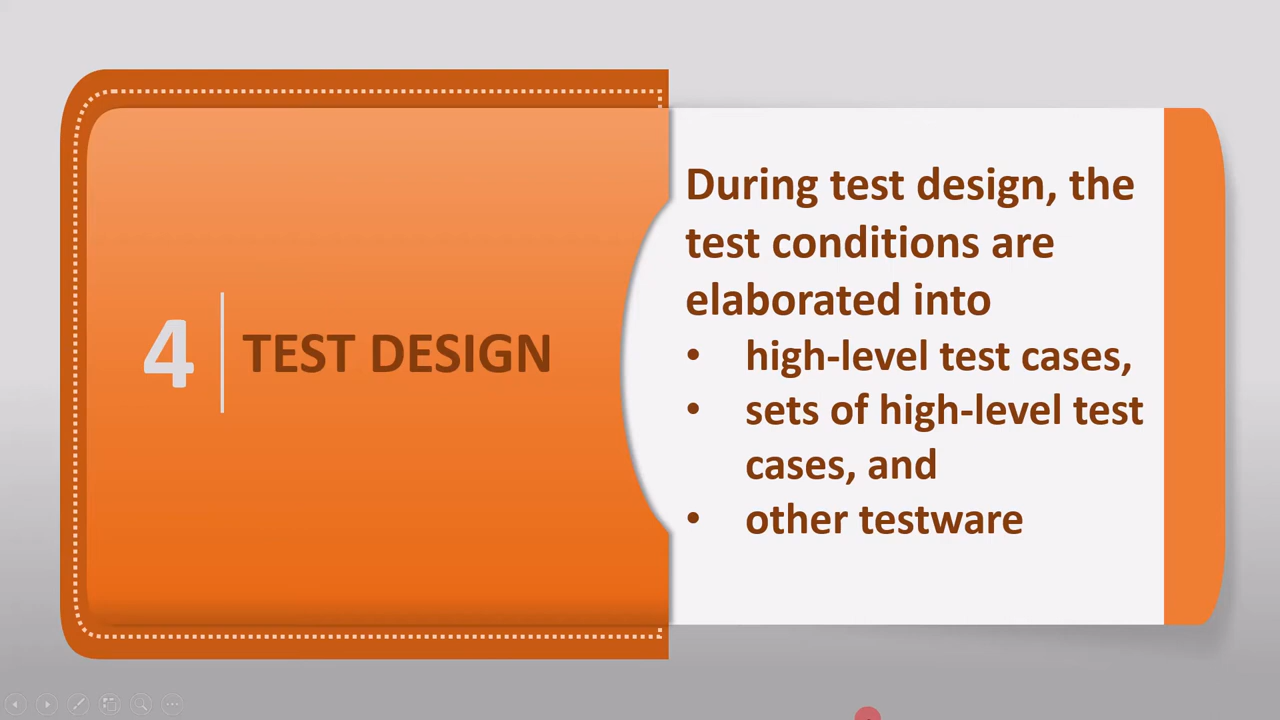 4
TEST DESIGN
During test design, the
test conditions are
elaborated into
• high-level test cases,
• sets of high-level test
cases, and
• other testware